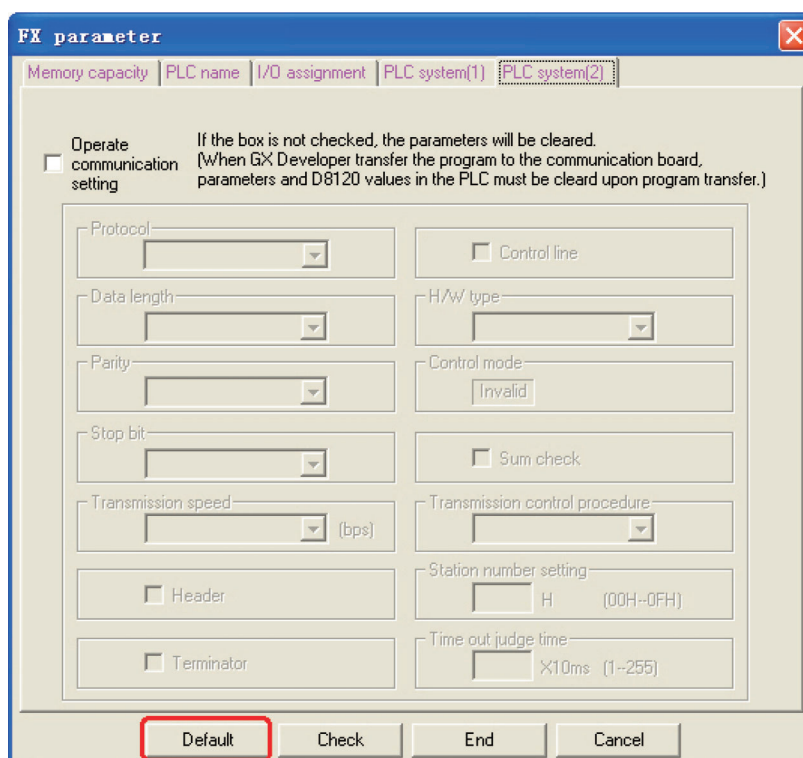 FX parameter
Memory capacity PLC name I/O assignment PLC system(1) PLC system(2)
Operate communication setting
If the box is not checked, the parameters will be cleared.
(When GX Developer transfer the program to the communication board,
parameters and D8120 values in the PLC must be cleard upon program transfer.)
Protocol
Control line
Data length
H/W type
Parity
Control mode
Invalid
Stop bit
Sum check
Transmission speed
(bps)
Transmission control procedure
Header
Station number setting
H (00H--0FH)
Terminator
Time out judge time
X10ms (1--255)
Default Check End Cancel